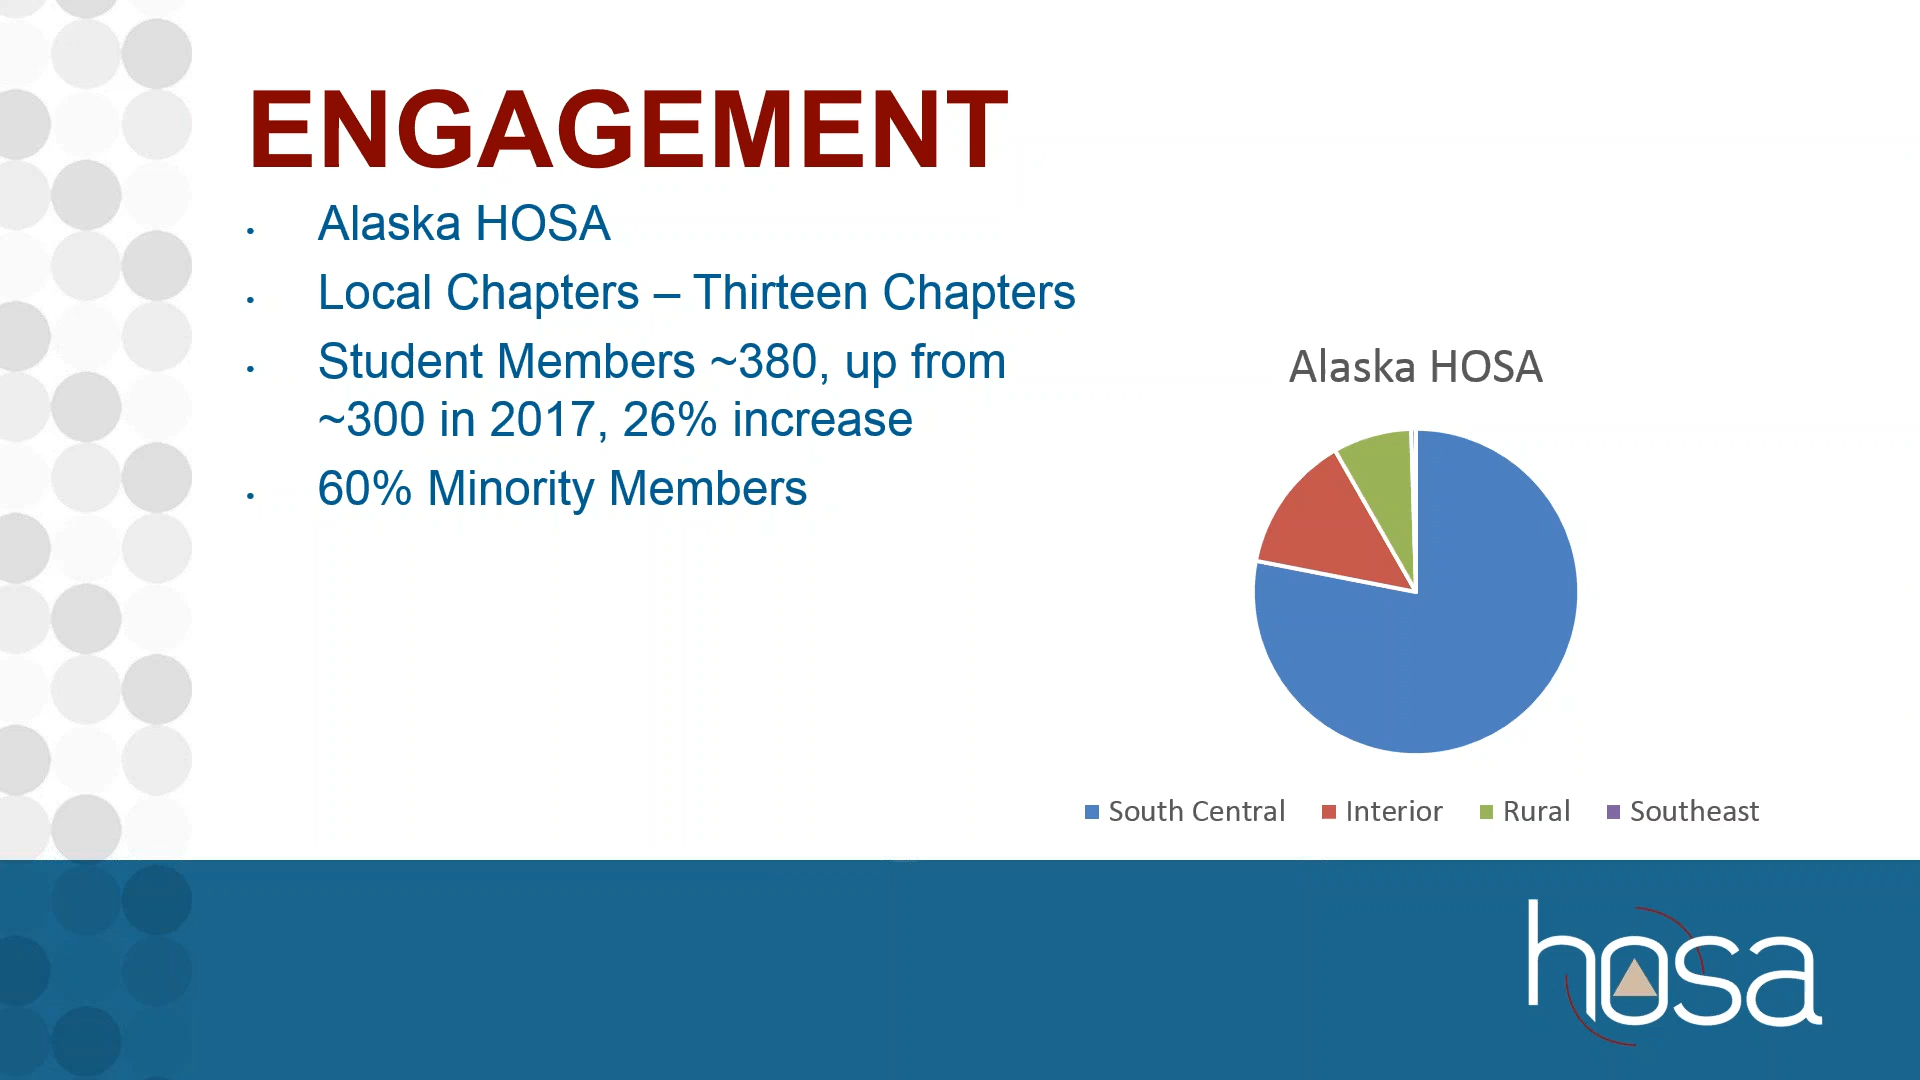 ENGAGEMENT
• Alaska HOSA
• Local Chapters – Thirteen Chapters
• Student Members ~380, up from
~300 in 2017, 26% increase
• 60% Minority Members
Alaska HOSA
South Central Interior Rural Southeast
hosa